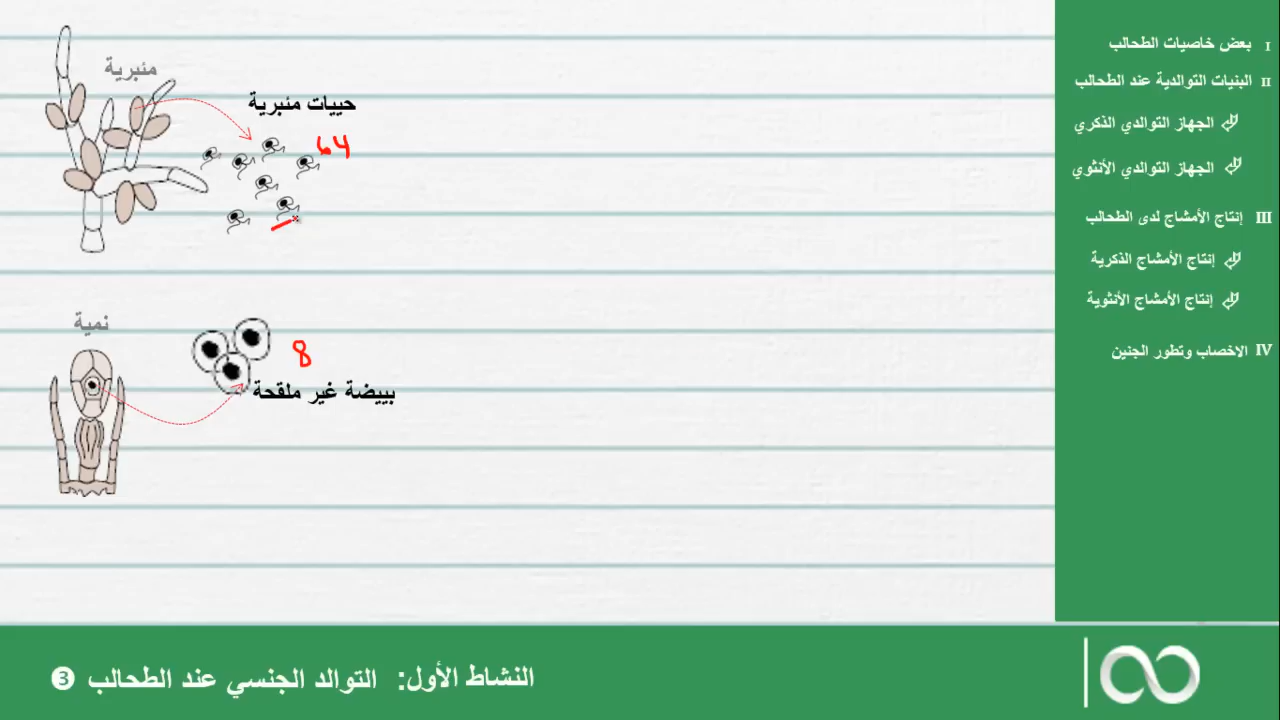 مئبرية
حييات مئبرية
64
نمية
8
بييضة غير ملقحة
I بعض خاصيات الطحالب
II البنيات التوالدية عند الطحالب
الجهاز التوالدي الذكري
الجهاز التوالدي الأنثوي
III إنتاج الأمشاج لدى الطحالب
إنتاج الأمشاج الذكرية
إنتاج الأمشاج الأنثوية
IV الاخصاب وتطور الجنين
النشاط الأول: التوالد الجنسي عند الطحالب 3